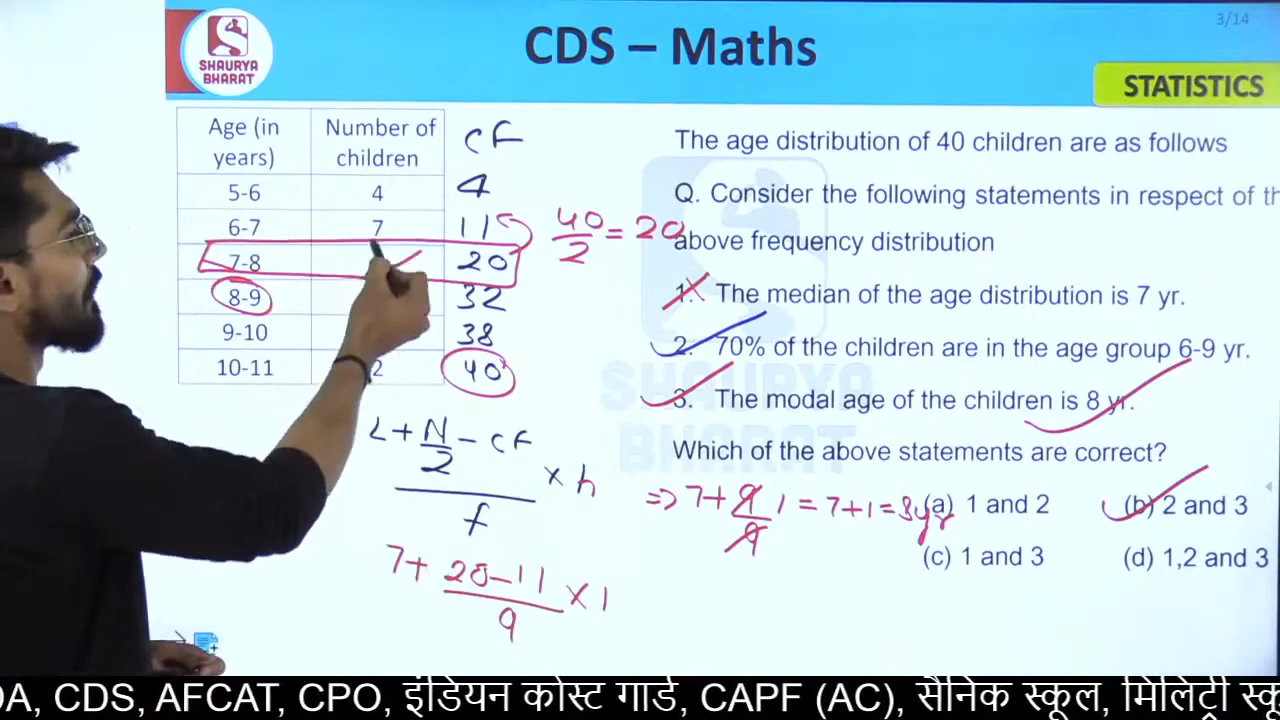 3/14
SHAURYA
BHARAT
CDS – Maths
STATISTICS
Age (in years) Number of children CF
5-6 4 4
6-7 7 11
7-8 20
8-9 32
9-10 38
10-11 2 40
40/2 = 20
L + N/2 - CF
f
× h
7 + 20-11
9
× 1
The age distribution of 40 children are as follows
Q. Consider the following statements in respect of th
above frequency distribution
1. The median of the age distribution is 7 yr.
2. 70% of the children are in the age group 6-9 yr.
3. The modal age of the children is 8 yr.
SHAURYA
BHARAT
Which of the above statements are correct?
=> 7 + 9/9 1 = 7+1 = 8yr
(a) 1 and 2 (b) 2 and 3
(c) 1 and 3 (d) 1,2 and 3
DA, CDS, AFCAT, CPO, इंडियन कोस्ट गार्ड, CAPF (AC), सैनिक स्कूल, मिलिट्री स्कू